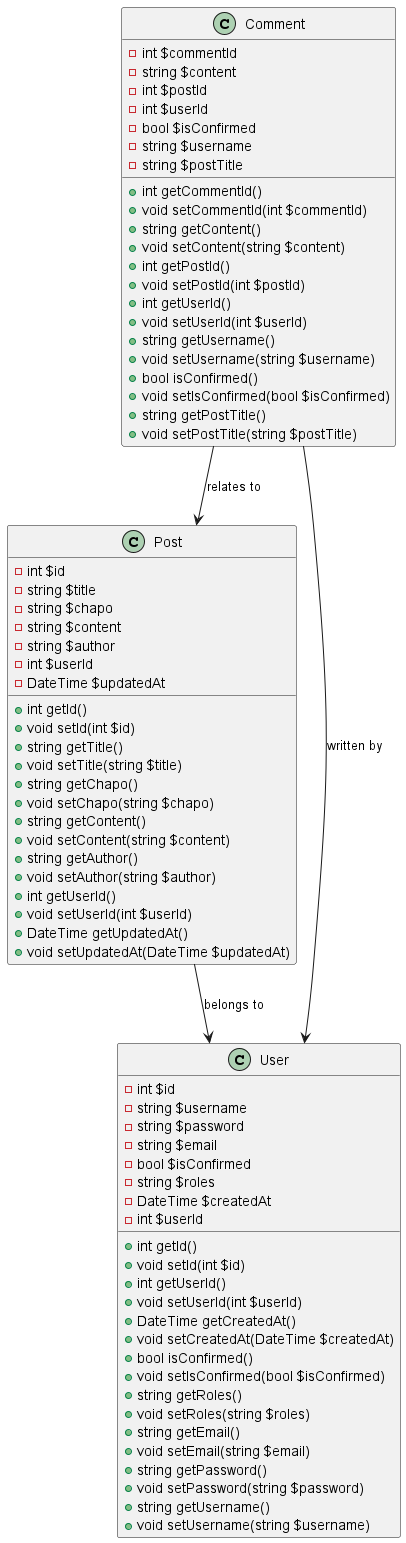 C Comment
int $commentId
string $content
int $postId
int $userId
bool $isConfirmed
string $username
string $postTitle
int getCommentId()
void setCommentId(int $commentId)
string getContent()
void setContent(string $content)
int getPostId()
void setPostId(int $postId)
int getUserId()
void setUserId(int $userId)
string getUsername()
void setUsername(string $username)
bool isConfirmed()
void setIsConfirmed(bool $isConfirmed)
string getPostTitle()
void setPostTitle(string $postTitle)
relates to
C Post
int $id
string $title
string $chapo
string $content
string $author
int $userId
DateTime $updatedAt
int getId()
void setId(int $id)
string getTitle()
void setTitle(string $title)
string getChapo()
void setChapo(string $chapo)
string getContent()
void setContent(string $content)
string getAuthor()
void setAuthor(string $author)
int getUserId()
void setUserId(int $userId)
DateTime getUpdatedAt()
void setUpdatedAt(DateTime $updatedAt)
written by
belongs to
C User
int $id
string $username
string $password
string $email
bool $isConfirmed
string $roles
DateTime $createdAt
int $userId
int getId()
void setId(int $id)
int getUserId()
void setUserId(int $userId)
DateTime getCreatedAt()
void setCreatedAt(DateTime $createdAt)
bool isConfirmed()
void setIsConfirmed(bool $isConfirmed)
string getRoles()
void setRoles(string $roles)
string getEmail()
void setEmail(string $email)
string getPassword()
void setPassword(string $password)
string getUsername()
void setUsername(string $username)